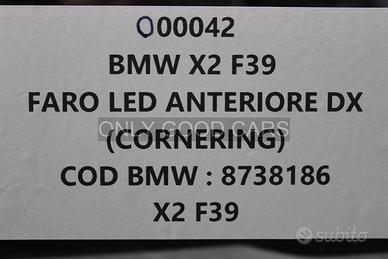 000042
BMW X2 F39
FARO LED ANTERIORE DX
ONLY GOOD CARS
(CORNERING)
COD BMW : 8738186
X2 F39
subito